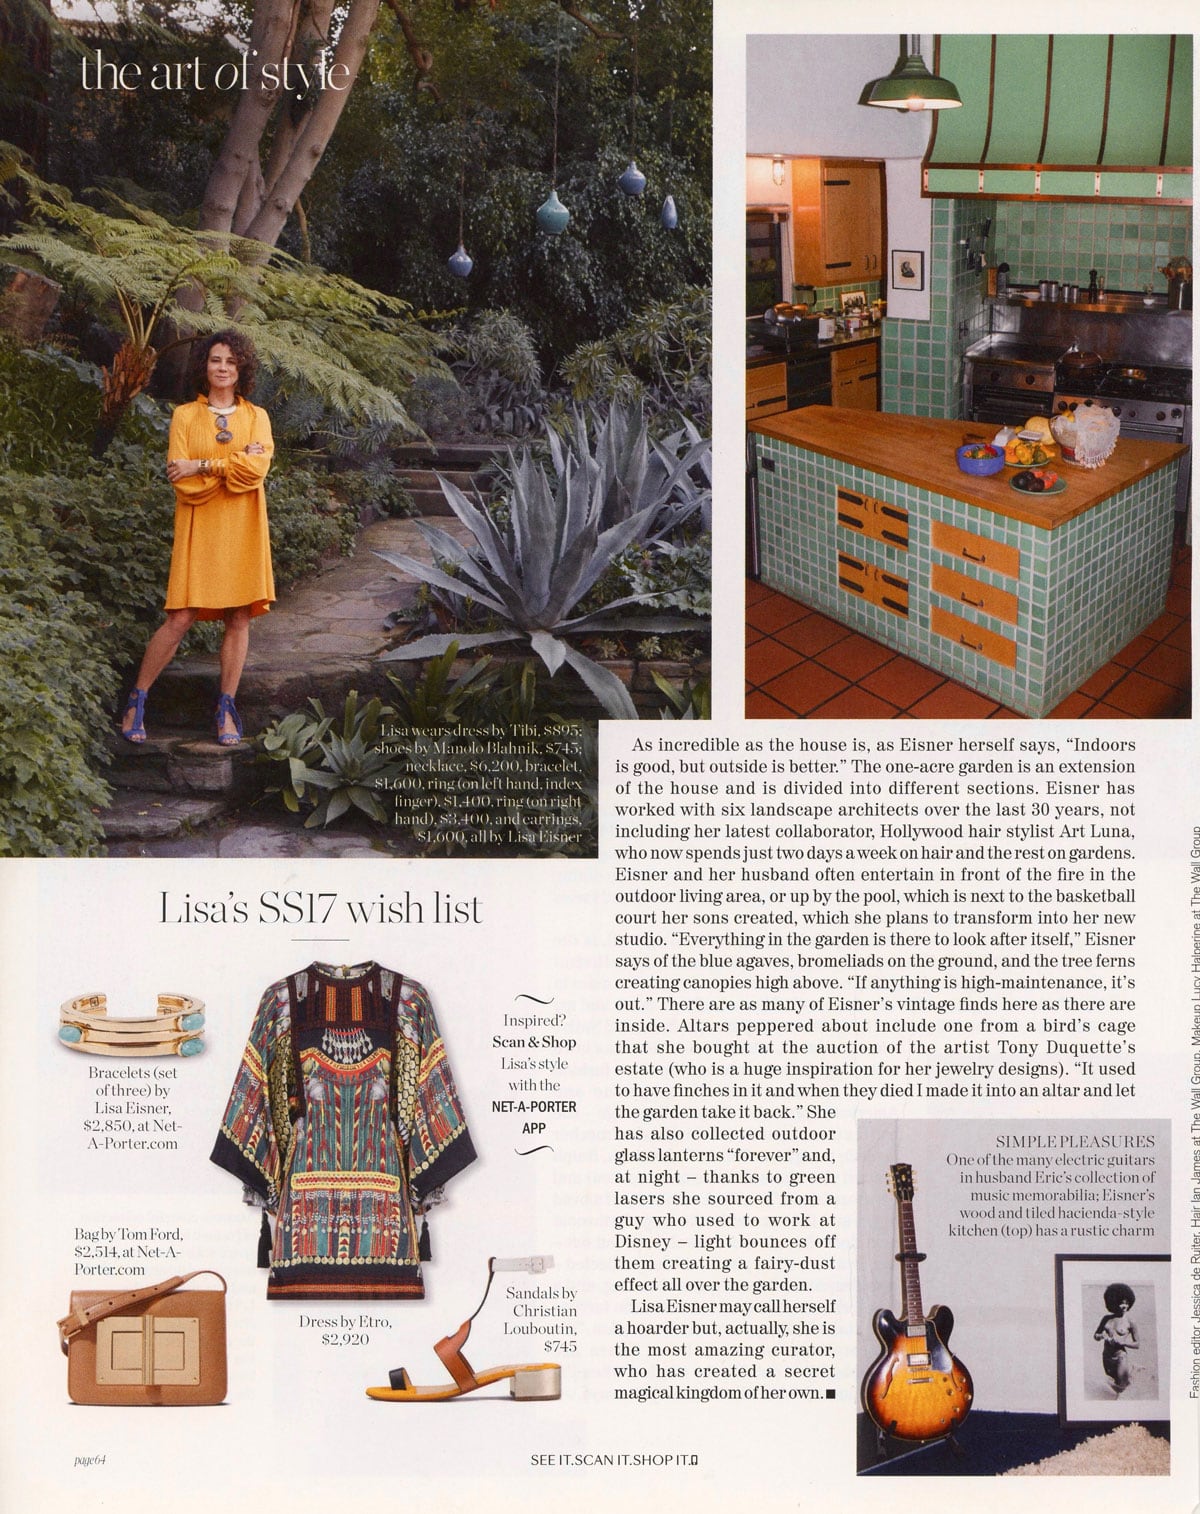 the art of style
Lisa wears dress by Tibi, $895;
shoes by Manolo Blahnik, $745;
necklace, $6,200, bracelet,
$1,600, ring (on left hand, index
finger), $1,400, ring (on right
hand), $3,400, and earrings,
$1,600, all by Lisa Eisner
As incredible as the house is, as Eisner herself says, “Indoors
is good, but outside is better.” The one-acre garden is an extension
of the house and is divided into different sections. Eisner has
worked with six landscape architects over the last 30 years, not
including her latest collaborator, Hollywood hair stylist Art Luna,
who now spends just two days a week on hair and the rest on gardens.
Eisner and her husband often entertain in front of the fire in the
outdoor living area, or up by the pool, which is next to the basketball
court her sons created, which she plans to transform into her new
studio. “Everything in the garden is there to look after itself,” Eisner
says of the blue agaves, bromeliads on the ground, and the tree ferns
creating canopies high above. “If anything is high-maintenance, it’s
out.” There are as many of Eisner’s vintage finds here as there are
inside. Altars peppered about include one from a bird’s cage
that she bought at the auction of the artist Tony Duquette’s
estate (who is a huge inspiration for her jewelry designs). “It used
to have finches in it and when they died I made it into an altar and let
the garden take it back.” She
has also collected outdoor
glass lanterns “forever” and,
at night – thanks to green
lasers she sourced from a
guy who used to work at
Disney – light bounces off
them creating a fairy-dust
effect all over the garden.
Lisa Eisner may call herself
a hoarder but, actually, she is
the most amazing curator,
who has created a secret
magical kingdom of her own.■
SIMPLE PLEASURES
One of the many electric guitars
in husband Eric’s collection of
music memorabilia; Eisner’s
wood and tiled hacienda-style
kitchen (top) has a rustic charm
Lisa’s SS17 wish list
Bracelets (set
of three) by
Lisa Eisner,
$2,850, at Net-
A-Porter.com
Inspired?
Scan & Shop
Lisa’s style
with the
NET-A-PORTER
APP
Bag by Tom Ford,
$2,514, at Net-A-
Porter.com
Dress by Etro,
$2,920
Sandals by
Christian
Louboutin,
$745
page64
SEE IT.SCAN IT.SHOP IT.
Fashion editor Jessica de Ruiter. Hair Ian James at The Wall Group. Makeup Lucy Halperine at The Wall Group